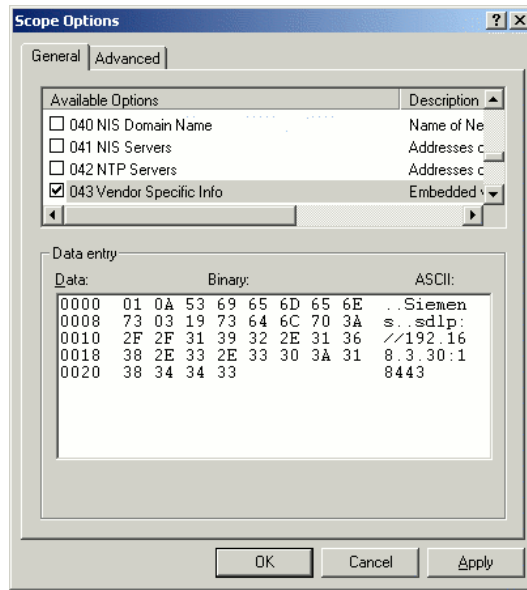 Scope Options
General Advanced
Available Options Description
040 NIS Domain Name Name of Ne
041 NIS Servers Addresses c
042 NTP Servers Addresses c
043 Vendor Specific Info Embedded
Data entry
Data: Binary: ASCII:
0000 01 0A 53 69 65 6D 65 6E ..Siemen
0008 73 03 19 73 64 6C 70 3A s..sdlp:
0010 2F 2F 31 39 32 2E 31 36 //192.16
0018 38 2E 33 2E 33 30 3A 31 8.3.30:1
0020 38 34 34 33 8443
OK Cancel Apply